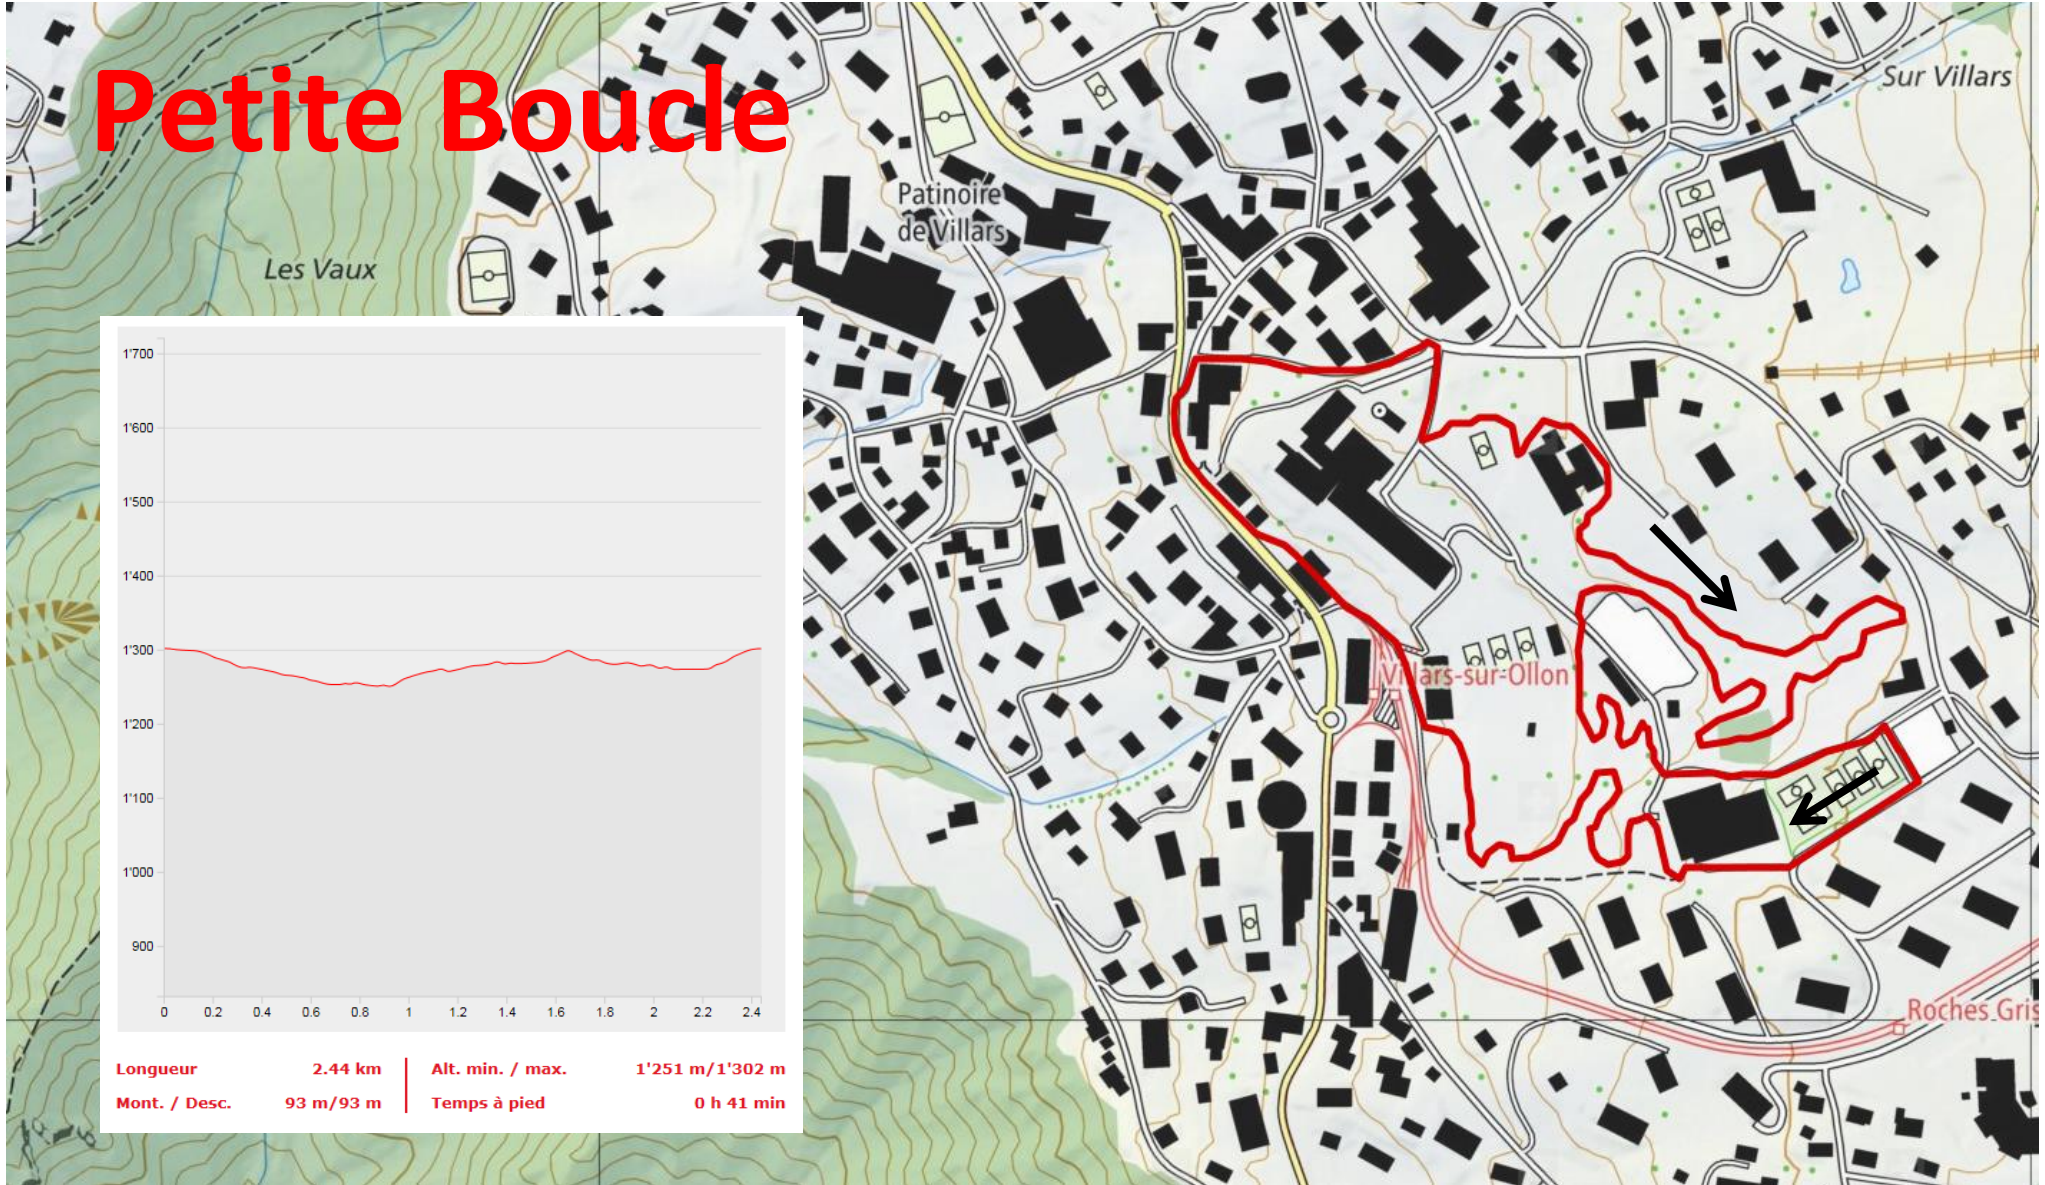 Petite Boucle
Sur Villars
Patinoire
de Villars
Les Vaux
1'700
1'600
1'500
1'400
1'300
1'200
1'100
1'000
900
0 0.2 0.4 0.6 0.8 1 1.2 1.4 1.6 1.8 2 2.2 2.4
Villars-sur-Ollon
Roches Gris
Longueur 2.44 km Alt. min. / max. 1'251 m/1'302 m
Mont. / Desc. 93 m/93 m Temps à pied 0 h 41 min